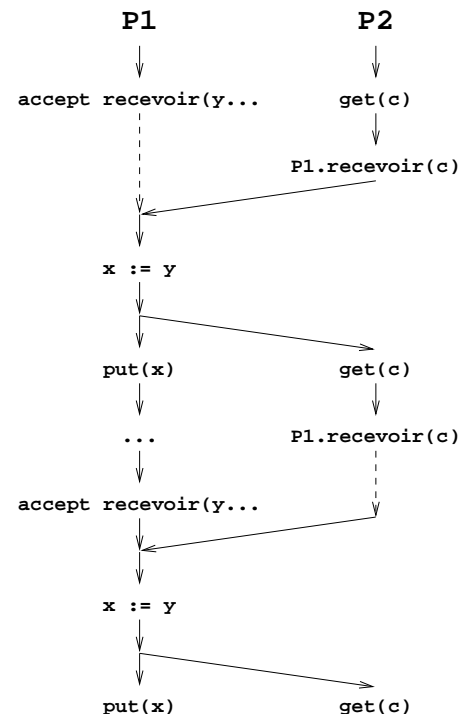 P1 P2
accept recevoir(y... get(c)
P1.recevoir(c)
x := y
put(x) get(c)
... P1.recevoir(c)
accept recevoir(y...
x := y
put(x) get(c)